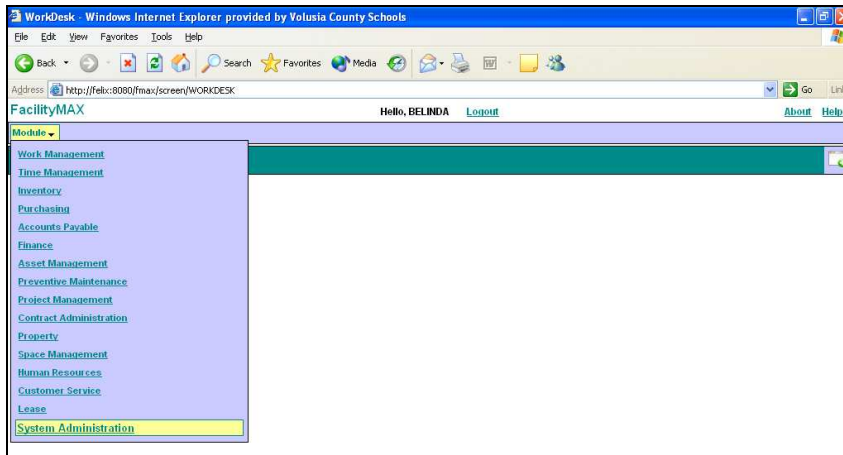 WorkDesk - Windows Internet Explorer provided by Volusia County Schools
File Edit View Favorites Tools Help
Back Search Favorites Media
Address http://felix:8080/fmax/screen/WORKDESK Go Lin
FacilityMAX Hello, BELINDA Logout About Help
Module
Work Management
Time Management
Inventory
Purchasing
Accounts Payable
Finance
Asset Management
Preventive Maintenance
Project Management
Contract Administration
Property
Space Management
Human Resources
Customer Service
Lease
System Administration